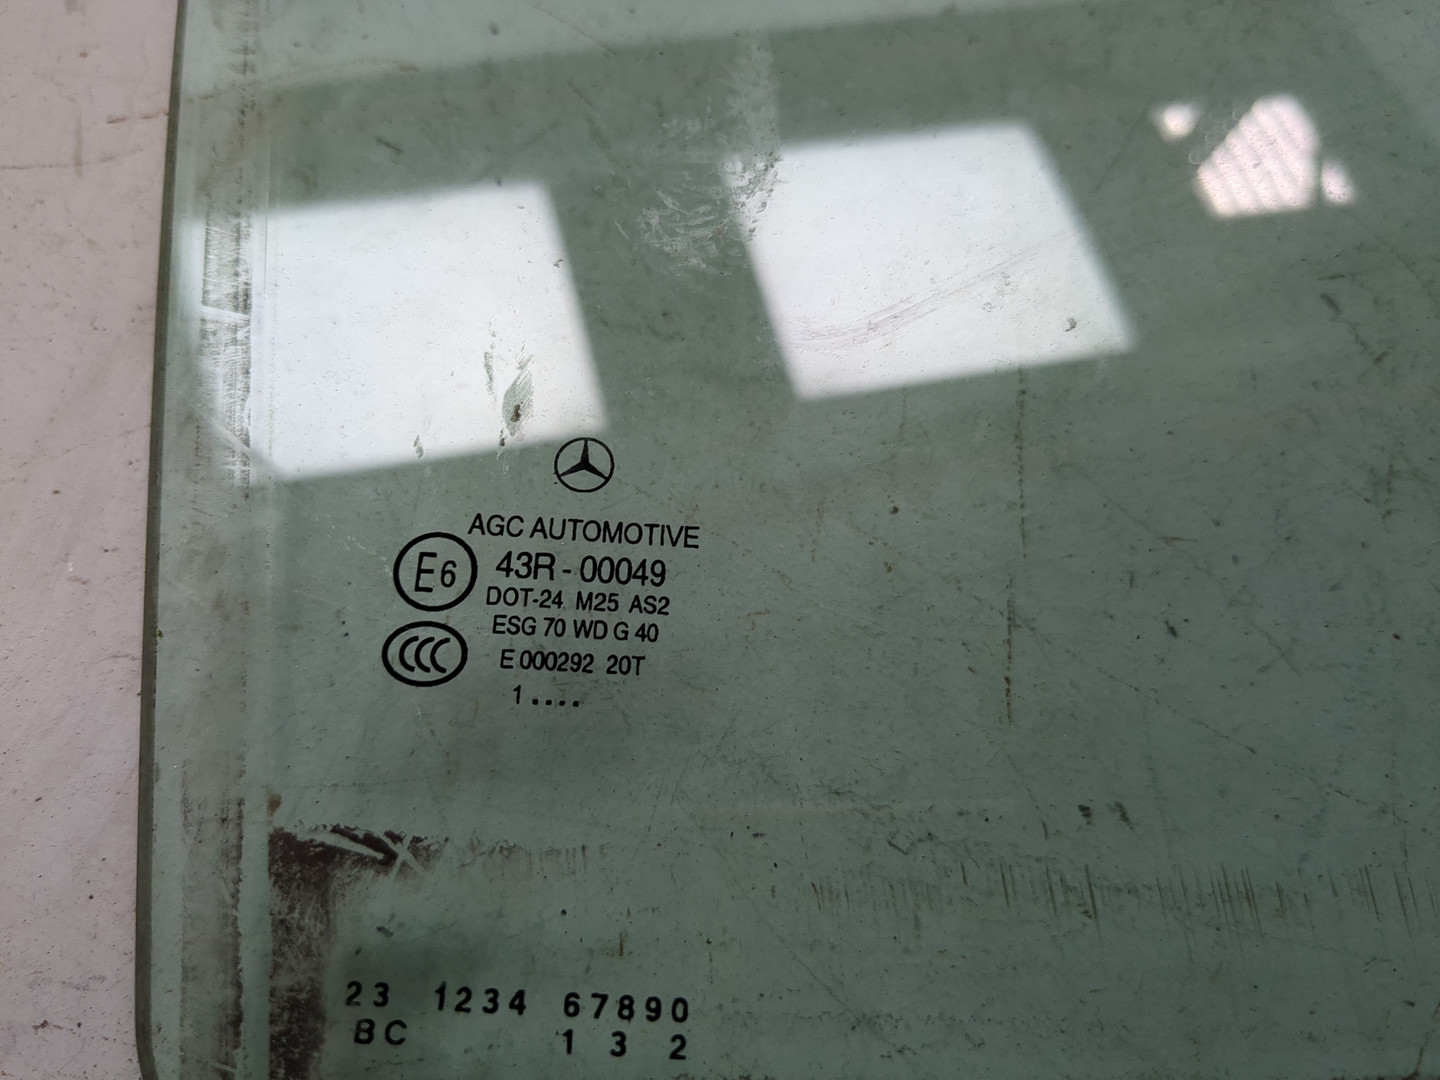 AGC AUTOMOTIVE
E6 43R-00049
DOT-24 M25 AS2
ESG 70 WD G 40
CCC E 000292 20T
1....
23 1234 67890
BC 1 3 2